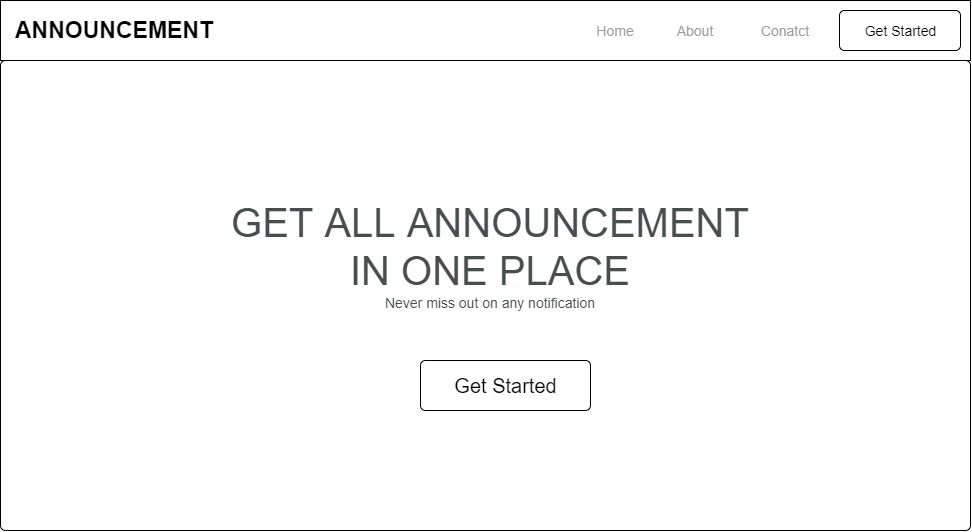 ANNOUNCEMENT
Home
About
Conatct
Get Started
GET ALL ANNOUNCEMENT
IN ONE PLACE
Never miss out on any notification
Get Started